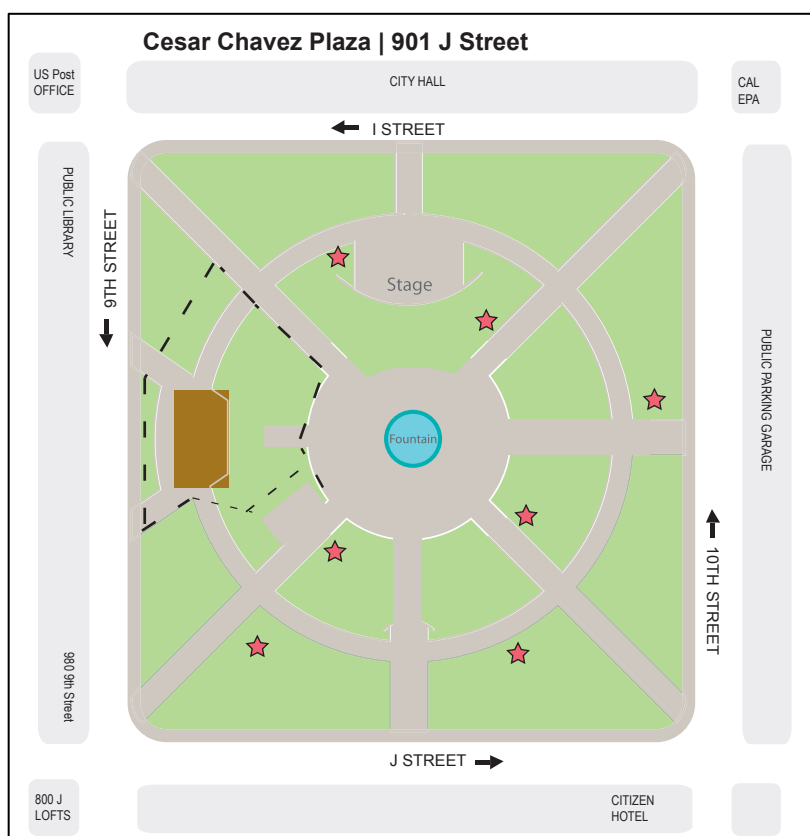 Cesar Chavez Plaza | 901 J Street
US Post
OFFICE
CITY HALL
CAL
EPA
I STREET
PUBLIC LIBRARY
9TH STREET
Stage
Fountain
PUBLIC PARKING GARAGE
10TH STREET
980 9th Street
J STREET
800 J
LOFTS
CITIZEN
HOTEL